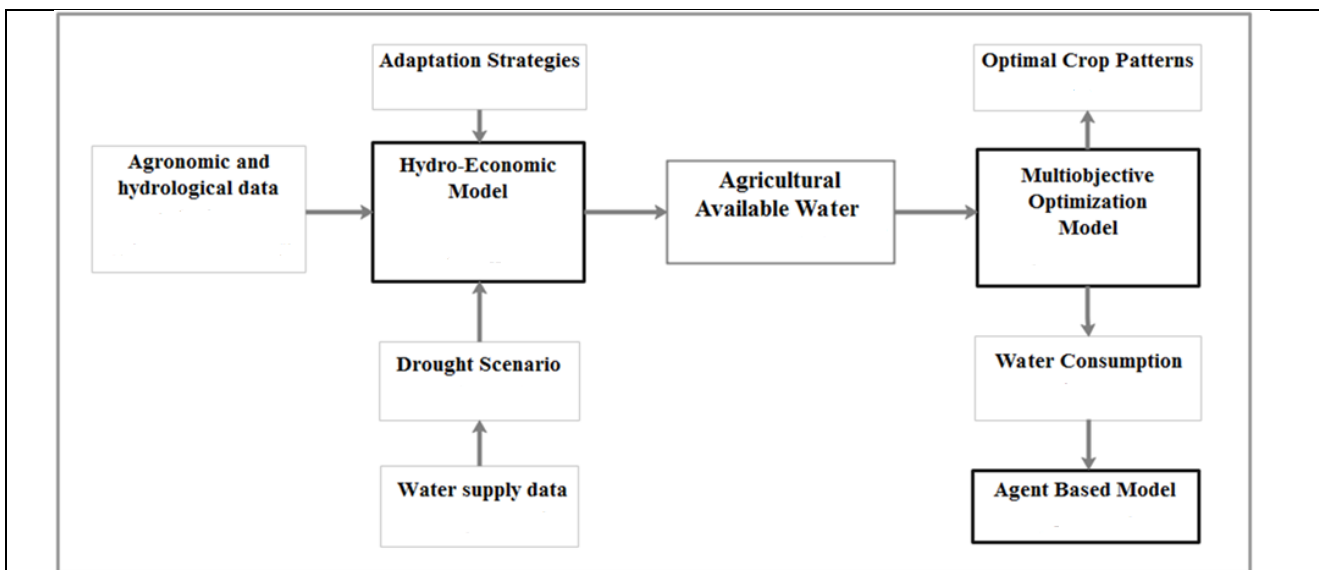 Adaptation Strategies
Optimal Crop Patterns
Agronomic and
hydrological data
Hydro-Economic
Model
Agricultural
Available Water
Multiobjective
Optimization
Model
Drought Scenario
Water Consumption
Water supply data
Agent Based Model